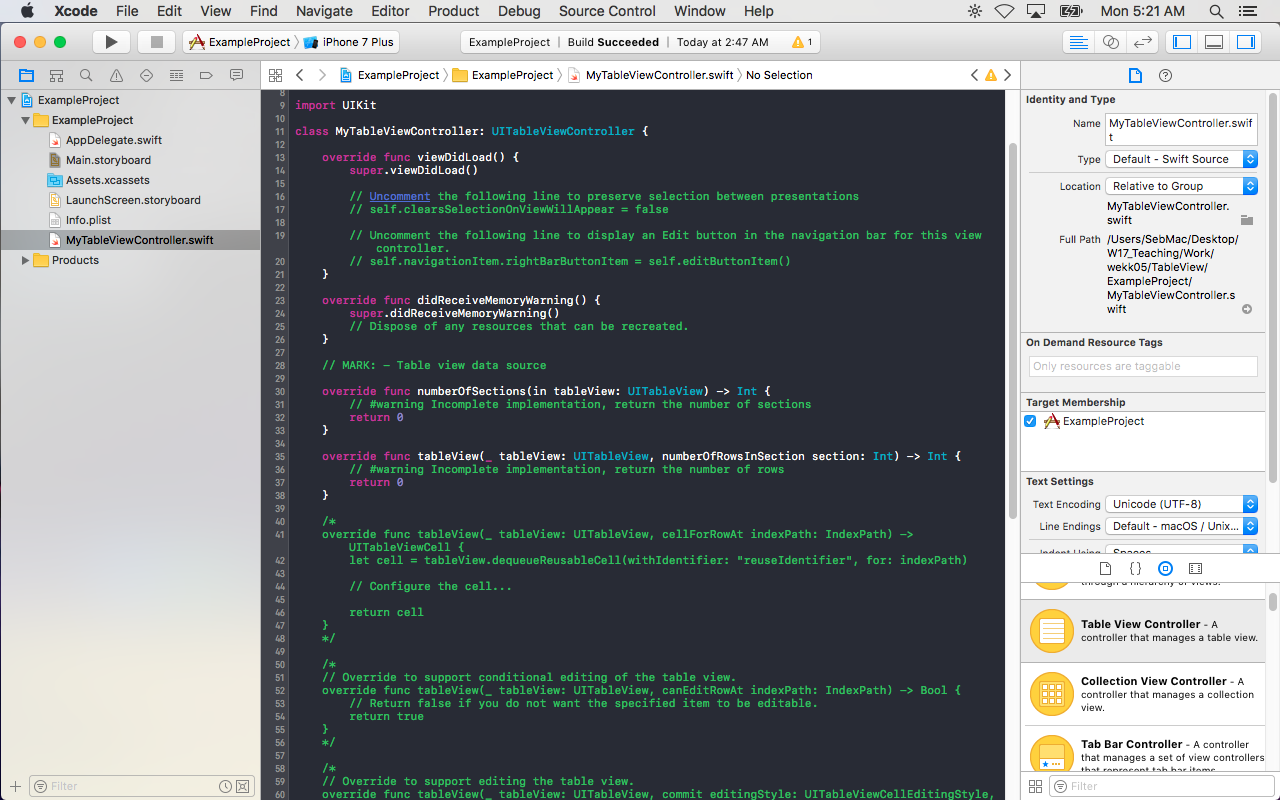 Xcode File Edit View Find Navigate Editor Product Debug Source Control Window Help Mon 5:21 AM
ExampleProject iPhone 7 Plus ExampleProject Build Succeeded Today at 2:47 AM 1
ExampleProject ExampleProject MyTableViewController.swift No Selection
ExampleProject
ExampleProject
AppDelegate.swift
Main.storyboard
Assets.xcassets
LaunchScreen.storyboard
Info.plist
MyTableViewController.swift
Products
Filter
8
9 import UIKit
10
11 class MyTableViewController: UITableViewController {
12
13 override func viewDidLoad() {
14 super.viewDidLoad()
15
16 // Uncomment the following line to preserve selection between presentations
17 // self.clearsSelectionOnViewWillAppear = false
18
19 // Uncomment the following line to display an Edit button in the navigation bar for this view
controller.
20 // self.navigationItem.rightBarButtonItem = self.editButtonItem()
21 }
22
23 override func didReceiveMemoryWarning() {
24 super.didReceiveMemoryWarning()
25 // Dispose of any resources that can be recreated.
26 }
27
28 // MARK: - Table view data source
29
30 override func numberOfSections(in tableView: UITableView) -> Int {
31 // #warning Incomplete implementation, return the number of sections
32 return 0
33 }
34
35 override func tableView(_ tableView: UITableView, numberOfRowsInSection section: Int) -> Int {
36 // #warning Incomplete implementation, return the number of rows
37 return 0
38 }
39
40 /*
41 override func tableView(_ tableView: UITableView, cellForRowAt indexPath: IndexPath) ->
UITableViewCell {
42 let cell = tableView.dequeueReusableCell(withIdentifier: "reuseIdentifier", for: indexPath)
43
44 // Configure the cell...
45
46 return cell
47 }
48 */
49
50 /*
51 // Override to support conditional editing of the table view.
52 override func tableView(_ tableView: UITableView, canEditRowAt indexPath: IndexPath) -> Bool {
53 // Return false if you do not want the specified item to be editable.
54 return true
55 }
56 */
57
58 /*
59 // Override to support editing the table view.
60 override func tableView(_ tableView: UITableView, commit editingStyle: UITableViewCellEditingStyle,
Identity and Type
Name MyTableViewController.swif
t
Type Default - Swift Source
Location Relative to Group
MyTableViewController.
swift
Full Path /Users/SebMac/Desktop/
W17_Teaching/Work/
wekk05/TableView/
ExampleProject/
MyTableViewController.s
wift
On Demand Resource Tags
Only resources are taggable
Target Membership
ExampleProject
Text Settings
Text Encoding Unicode (UTF-8)
Line Endings Default - macOS / Unix...
Indent Using Spaces
through a hierarchy of views.
Table View Controller - A
controller that manages a table view.
Collection View Controller - A
controller that manages a collection
view.
Tab Bar Controller - A controller
that manages a set of view controllers
that represent tab bar items.
Filter